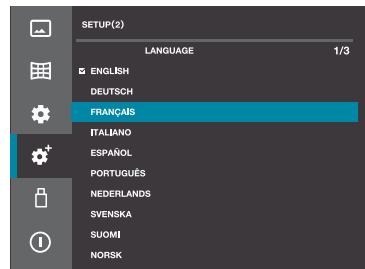 SETUP(2)
LANGUAGE 1/3
ENGLISH
DEUTSCH
FRANÇAIS
ITALIANO
ESPAÑOL
PORTUGUÊS
NEDERLANDS
SVENSKA
SUOMI
NORSK